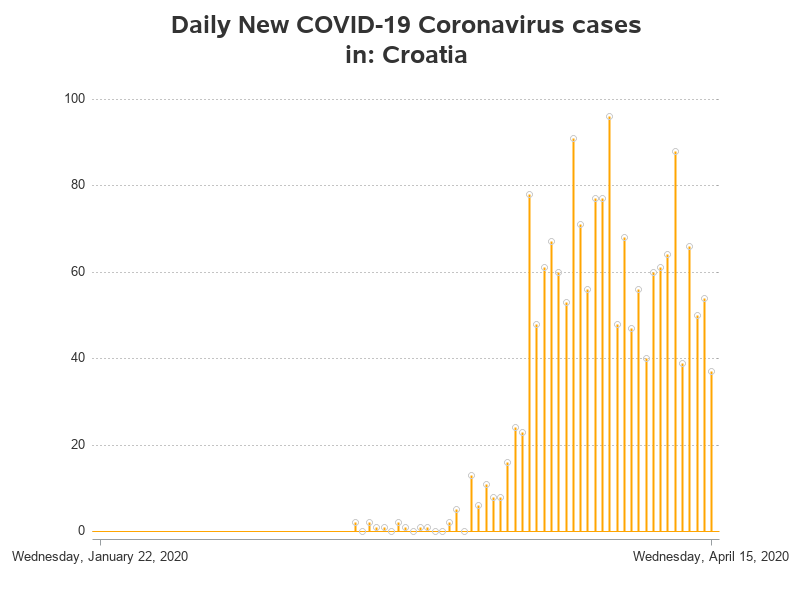 Daily New COVID-19 Coronavirus cases
in: Croatia
100
80
60
40
20
0
Wednesday, January 22, 2020
Wednesday, April 15, 2020